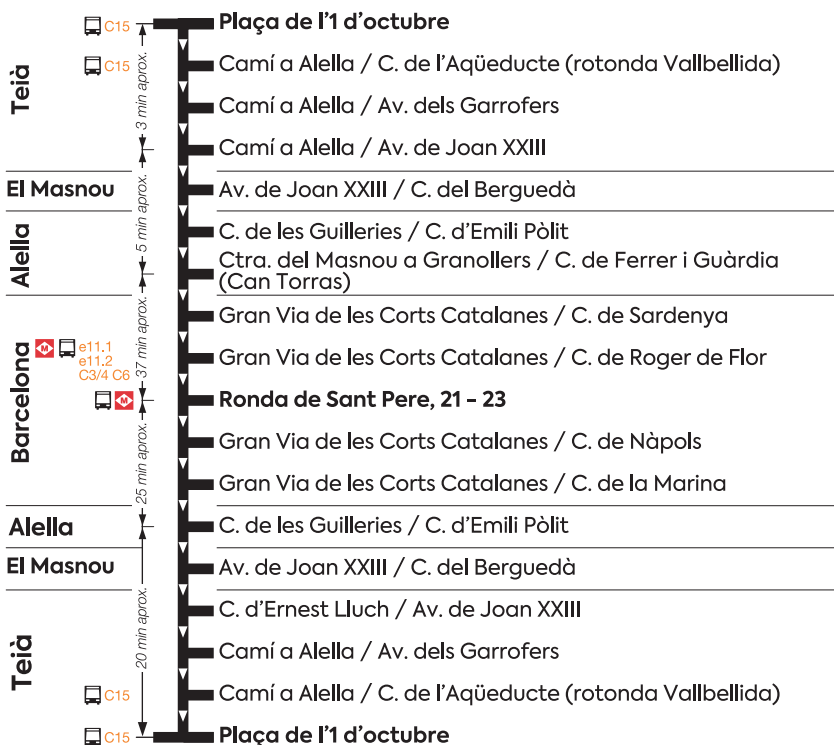 C15
Plaça de l'1 d'octubre
Teià
C15
Camí a Alella / C. de l'Aqüeducte (rotonda Vallbellida)
3 min aprox.
Camí a Alella / Av. dels Garrofers
Camí a Alella / Av. de Joan XXIII
El Masnou
Av. de Joan XXIII / C. del Berguedà
5 min aprox.
Alella
C. de les Guilleries / C. d'Emili Pòlit
Ctra. del Masnou a Granollers / C. de Ferrer i Guàrdia
(Can Torras)
Barcelona
Gran Via de les Corts Catalanes / C. de Sardenya
37 min aprox.
M
e11.1
e11.2
C3/4 C6
Gran Via de les Corts Catalanes / C. de Roger de Flor
M
Ronda de Sant Pere, 21 - 23
25 min aprox.
Gran Via de les Corts Catalanes / C. de Nàpols
Gran Via de les Corts Catalanes / C. de la Marina
Alella
C. de les Guilleries / C. d'Emili Pòlit
El Masnou
Av. de Joan XXIII / C. del Berguedà
20 min aprox.
Teià
C. d'Ernest Lluch / Av. de Joan XXIII
Camí a Alella / Av. dels Garrofers
C15
Camí a Alella / C. de l'Aqüeducte (rotonda Vallbellida)
C15
Plaça de l'1 d'octubre